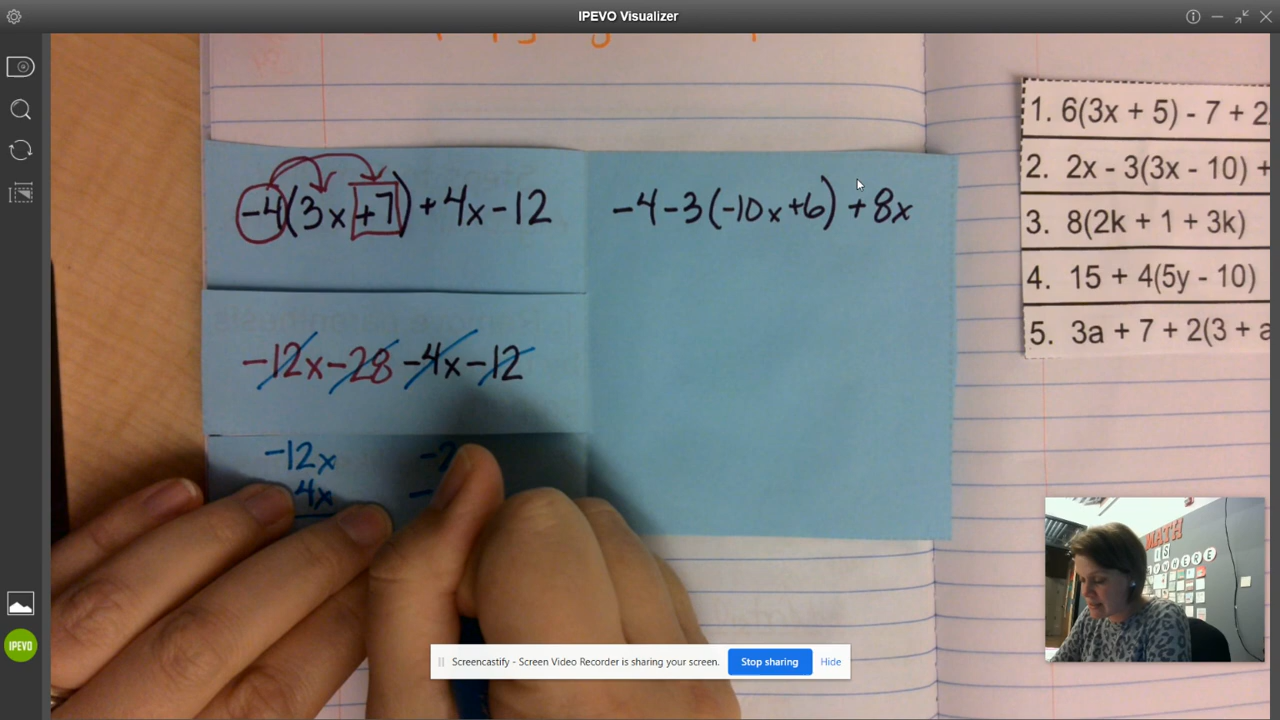 IPEVO Visualizer
-4(3x+7)+4x-12
-4-3(-10x+6)+8x
-12x-28-4x-12
-12x
4x
1. 6(3x + 5) - 7 + 2
2. 2x - 3(3x - 10) +
3. 8(2k + 1 + 3k)
4. 15 + 4(5y - 10)
5. 3a + 7 + 2(3 + a
MATH
IS
IPEVO
Screencastify - Screen Video Recorder is sharing your screen.
Stop sharing
Hide